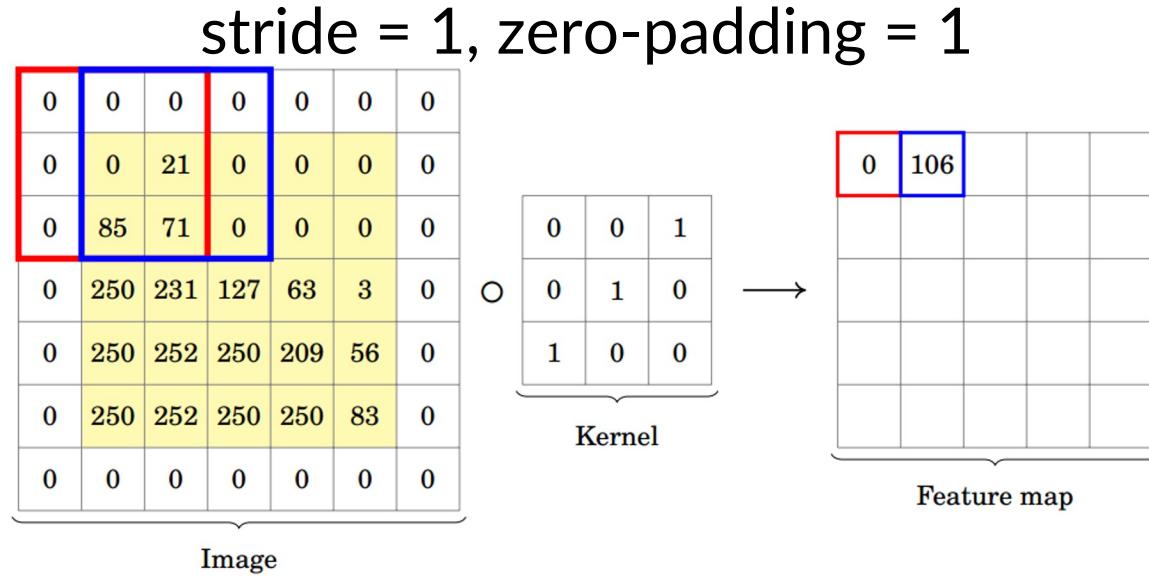 stride = 1, zero-padding = 1
0 0 0 0 0 0 0
0 0 21 0 0 0 0
0 85 71 0 0 0 0
0 250 231 127 63 3 0
0 250 252 250 209 56 0
0 250 252 250 250 83 0
0 0 0 0 0 0 0
Image
0 0 1
0 1 0
1 0 0
Kernel
0 106
Feature map